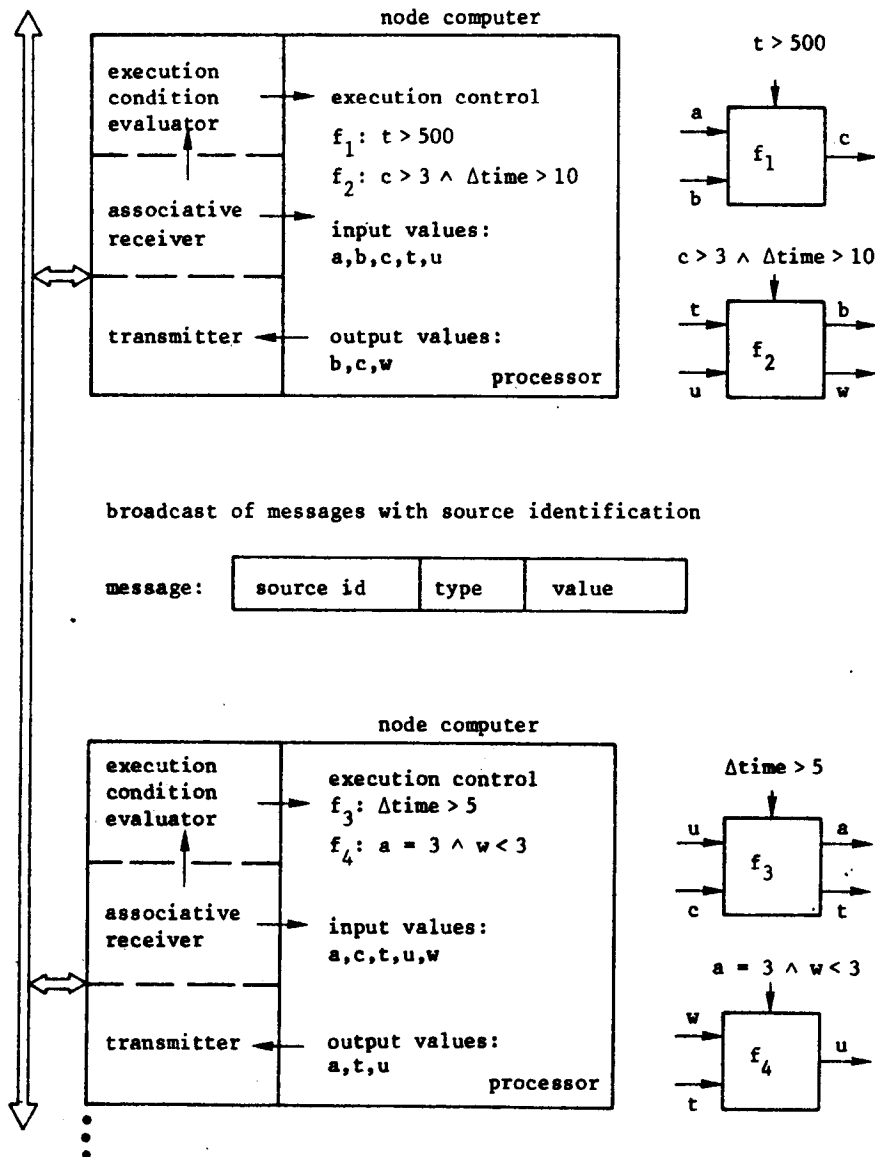 node computer
execution
condition
evaluator
execution control
f1: t > 500
f2: c > 3 ∧ Δtime > 10
associative
receiver
input values:
a,b,c,t,u
transmitter
output values:
b,c,w
processor
t > 500
a
b
f1
c
c > 3 ∧ Δtime > 10
t
u
f2
b
w
broadcast of messages with source identification
message:
source id
type
value
node computer
execution
condition
evaluator
execution control
f3: Δtime > 5
f4: a = 3 ∧ w < 3
associative
receiver
input values:
a,c,t,u,w
transmitter
output values:
a,t,u
processor
Δtime > 5
u
c
f3
a
t
a = 3 ∧ w < 3
w
t
f4
u